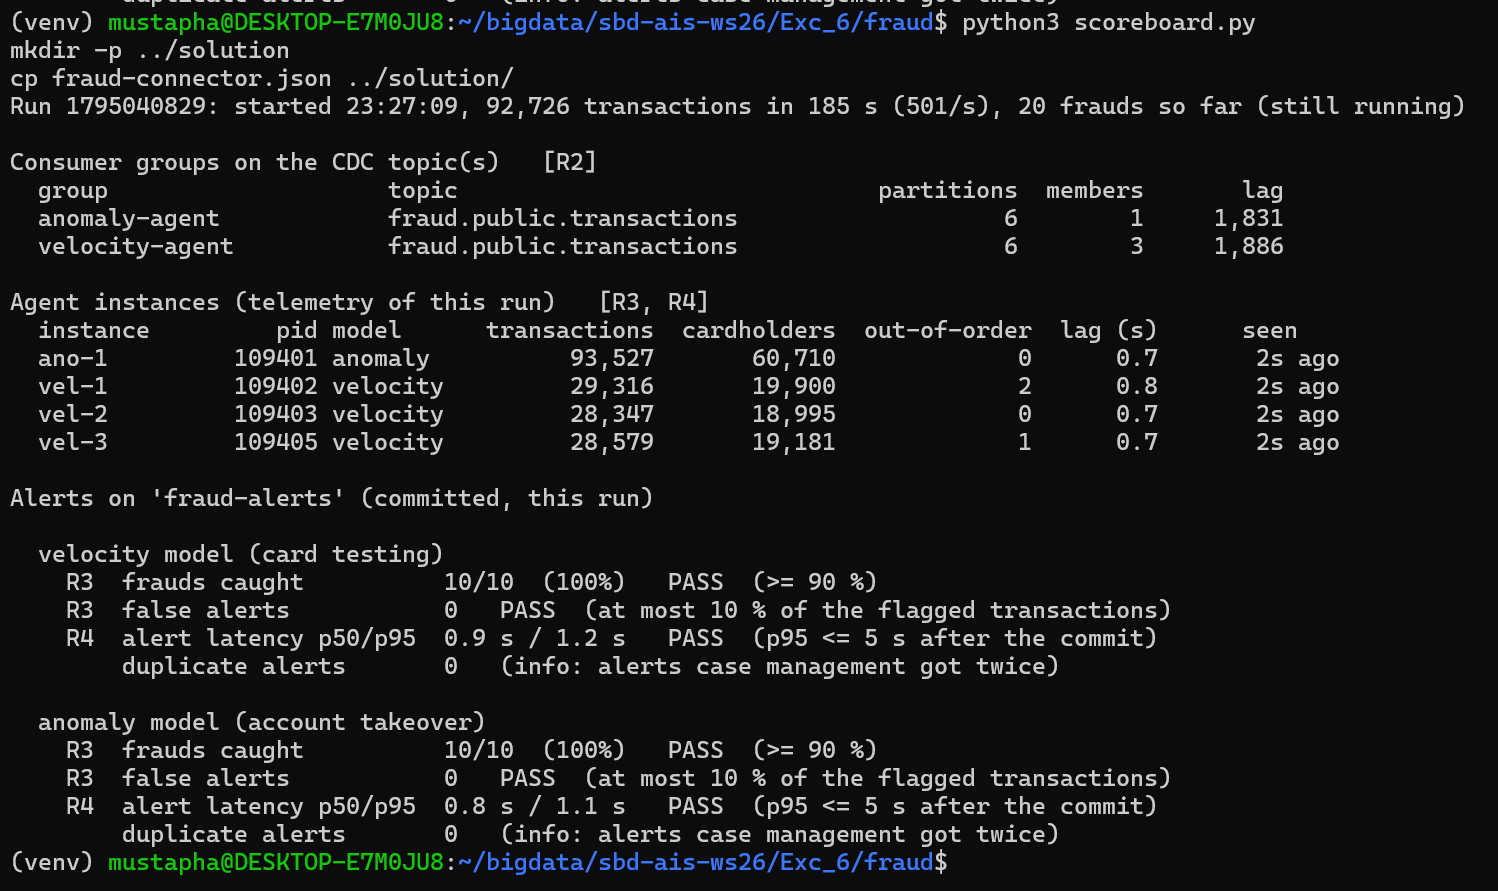 duplicate alerts 0 (info: alerts case management got twice)
(venv) mustapha@DESKTOP-E7M0JU8:~/bigdata/sbd-ais-ws26/Exc_6/fraud$ python3 scoreboard.py
mkdir -p ../solution
cp fraud-connector.json ../solution/
Run 1795040829: started 23:27:09, 92,726 transactions in 185 s (501/s), 20 frauds so far (still running)
Consumer groups on the CDC topic(s) [R2]
group topic partitions members lag
anomaly-agent fraud.public.transactions 6 1 1,831
velocity-agent fraud.public.transactions 6 3 1,886
Agent instances (telemetry of this run) [R3, R4]
instance pid model transactions cardholders out-of-order lag (s) seen
ano-1 109401 anomaly 93,527 60,710 0 0.7 2s ago
vel-1 109402 velocity 29,316 19,900 2 0.8 2s ago
vel-2 109403 velocity 28,347 18,995 0 0.7 2s ago
vel-3 109405 velocity 28,579 19,181 1 0.7 2s ago
Alerts on 'fraud-alerts' (committed, this run)
velocity model (card testing)
R3 frauds caught 10/10 (100%) PASS (>= 90 %)
R3 false alerts 0 PASS (at most 10 % of the flagged transactions)
R4 alert latency p50/p95 0.9 s / 1.2 s PASS (p95 <= 5 s after the commit)
duplicate alerts 0 (info: alerts case management got twice)
anomaly model (account takeover)
R3 frauds caught 10/10 (100%) PASS (>= 90 %)
R3 false alerts 0 PASS (at most 10 % of the flagged transactions)
R4 alert latency p50/p95 0.8 s / 1.1 s PASS (p95 <= 5 s after the commit)
duplicate alerts 0 (info: alerts case management got twice)
(venv) mustapha@DESKTOP-E7M0JU8:~/bigdata/sbd-ais-ws26/Exc_6/fraud$